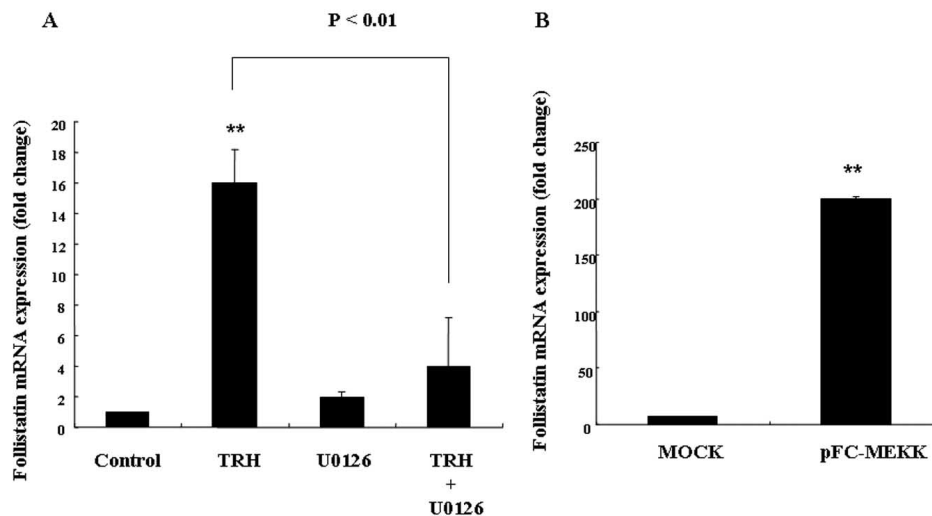 A
P < 0.01
Follistatin mRNA expression (fold change)
**
20
18
16
14
12
10
8
6
4
2
0
Control
TRH
U0126
TRH
+
U0126
B
Follistatin mRNA expression (fold change)
**
250
200
150
100
50
0
MOCK
pFC-MEKK